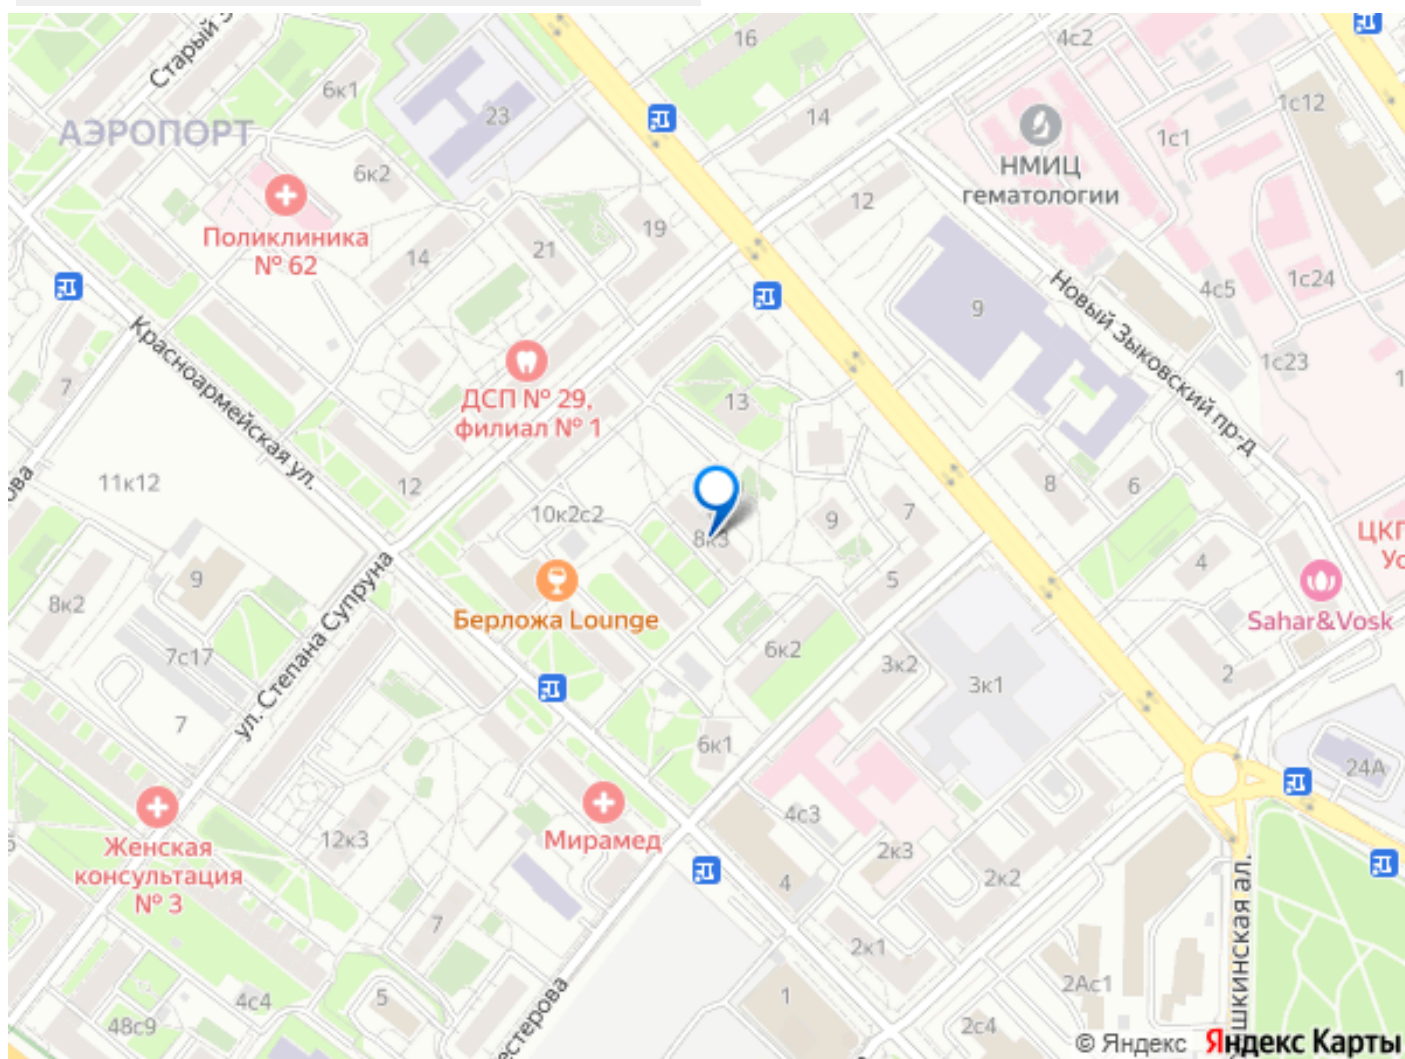 Старый
16
4с2
6к1
23
14
1с12
1с1
АЭРОПОРТ
НМИЦ
гематологии
6к2
12
19
Поликлиника
№ 62
14
21
4с5
1с24
9
Новый Зыковский пр-д
Красноармейская ул.
1с23
7
ДСП № 29,
филиал № 1
13
11к12
12
8
6
10к2с2
8к3
9
7
9
5
4
8к2
Берложа Lounge
Sahar&Vosk
7с17
ул. Степана Супруна
6к2
3к2
3к1
2
7
6к1
24А
4с3
Мирамед
12к3
Женская
консультация
№ 3
2к3
2к2
4
7
2к1
2Ас1
4с4
5
1
48с9
2с4
© Яндекс Яндекс Карты